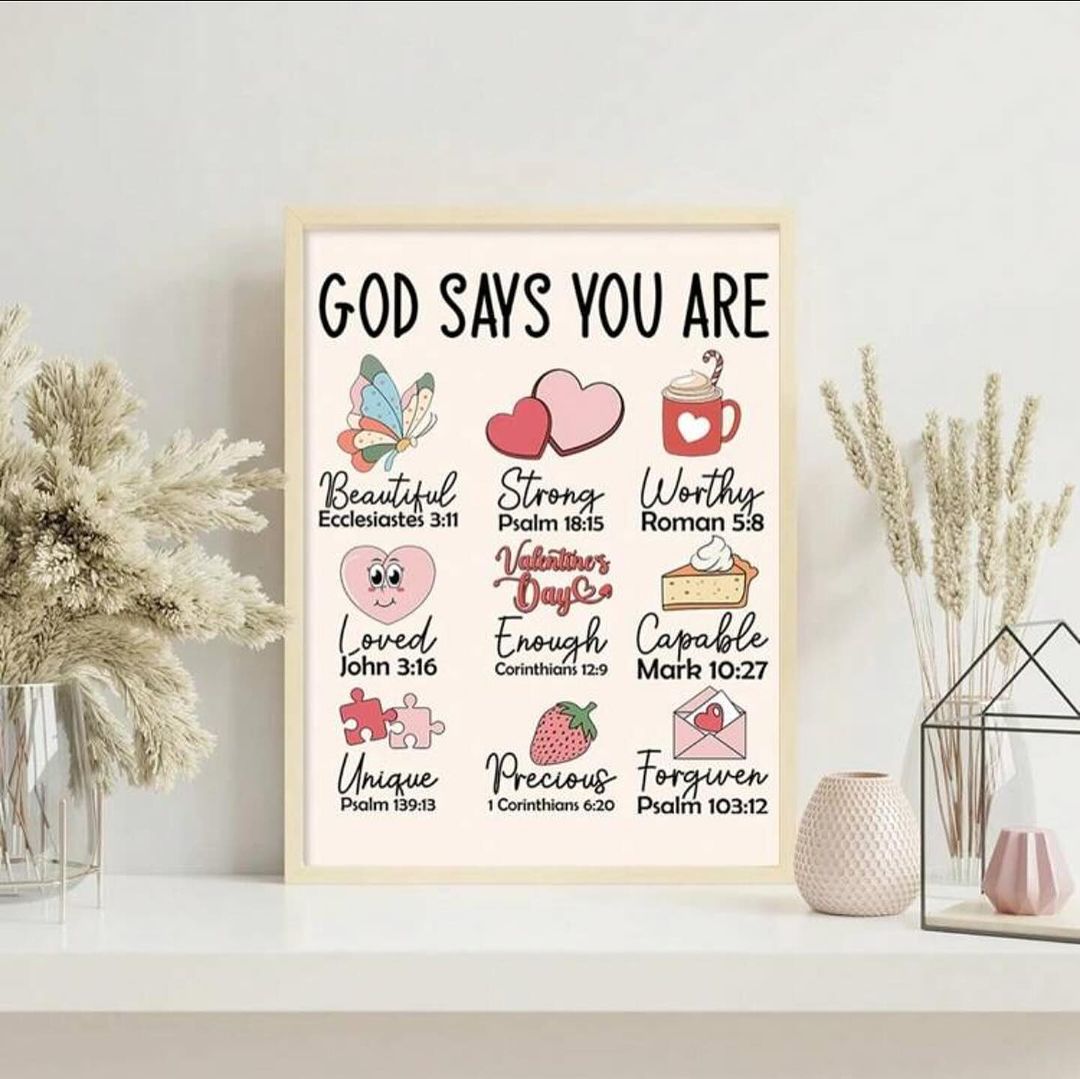 GOD SAYS YOU ARE
Beautiful
Ecclesiastes 3:11
Strong
Psalm 18:15
Worthy
Roman 5:8
Loved
John 3:16
Valentine's
Day
Enough
Corinthians 12:9
Capable
Mark 10:27
Unique
Psalm 139:13
Precious
1 Corinthians 6:20
Forgiven
Psalm 103:12